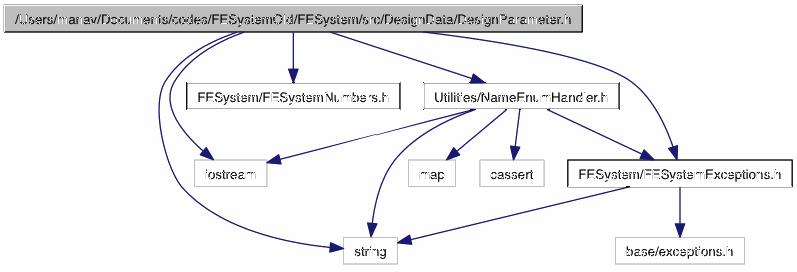 /Users/manav/Documents/codes/FESystemOld/FESystem/src/DesignData/DesignParameter.h
FESystem/FESystemNumbers.h
Utilities/NameEnumHandler.h
iostream
map
cassert
FESystem/FESystemExceptions.h
string
base/exceptions.h